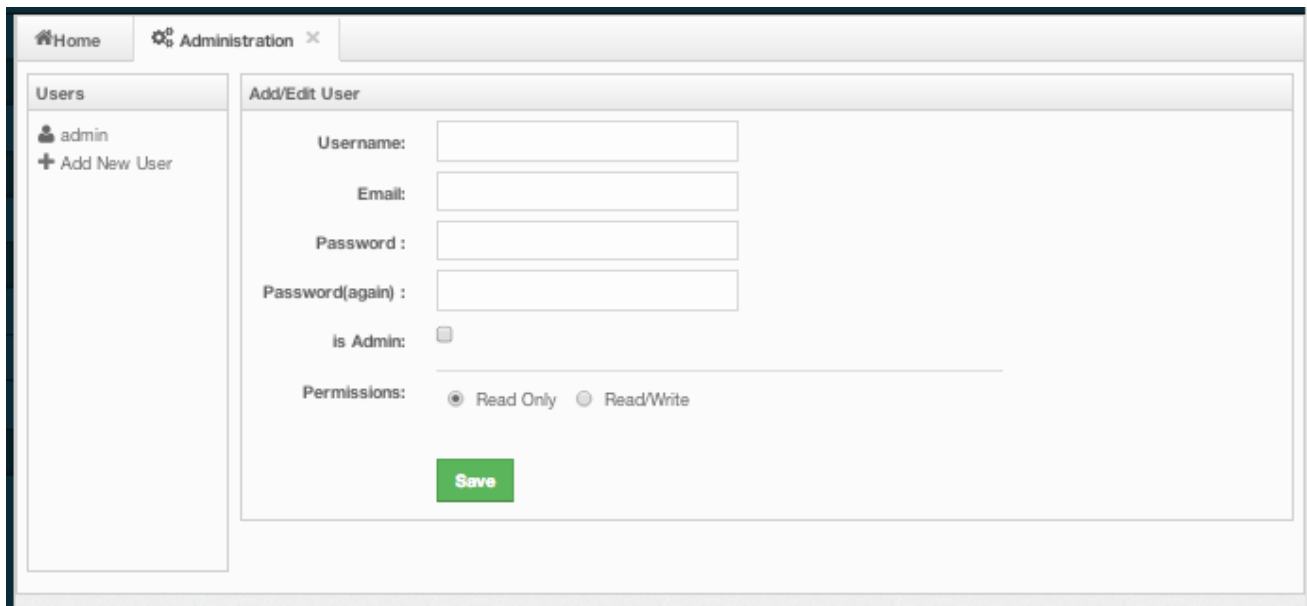 Home
Administration ×
Users
admin
Add New User
Add/Edit User
Username:
Email:
Password :
Password(again) :
is Admin:
Permissions:
Read Only Read/Write
Save